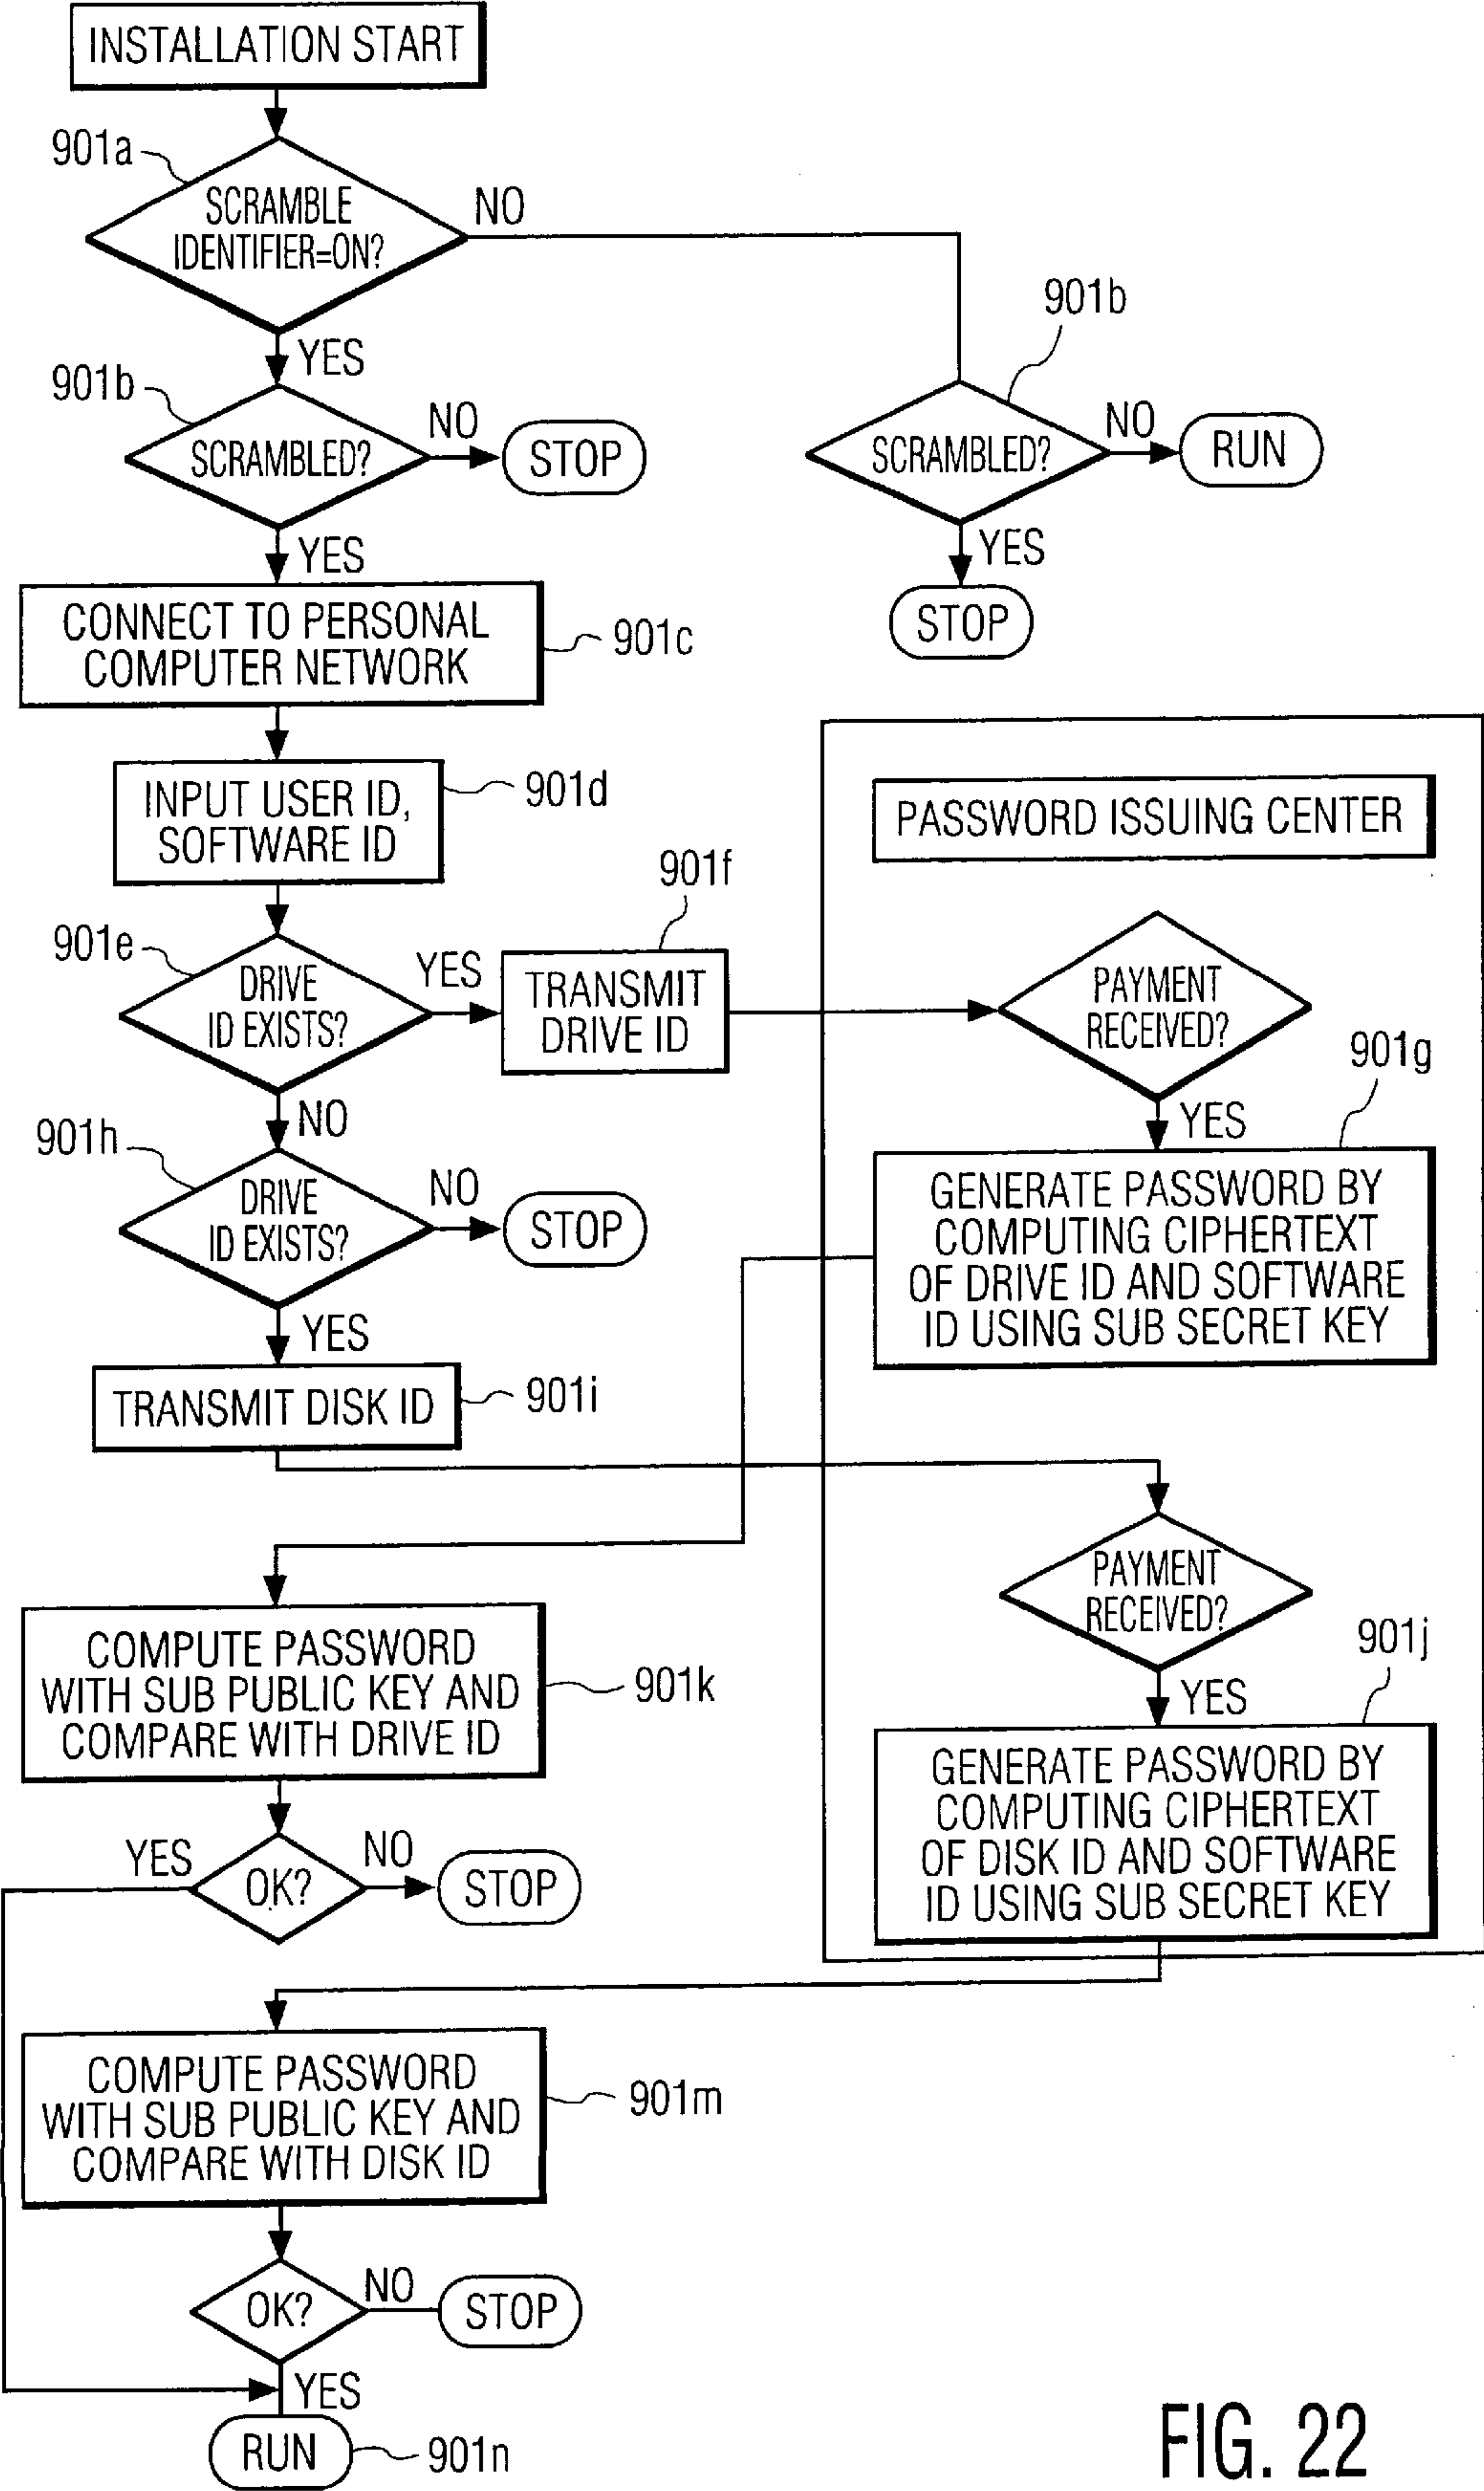 INSTALLATION START
901a
SCRAMBLE
IDENTIFIER=ON?
NO
YES
901b
SCRAMBLED?
NO
STOP
YES
901b
SCRAMBLED?
NO
RUN
YES
STOP
CONNECT TO PERSONAL
COMPUTER NETWORK
901c
INPUT USER ID,
SOFTWARE ID
901d
901e
DRIVE
ID EXISTS?
YES
901f
TRANSMIT
DRIVE ID
NO
901h
DRIVE
ID EXISTS?
NO
STOP
YES
TRANSMIT DISK ID
901i
PASSWORD ISSUING CENTER
PAYMENT
RECEIVED?
YES
901g
GENERATE PASSWORD BY
COMPUTING CIPHERTEXT
OF DRIVE ID AND SOFTWARE
ID USING SUB SECRET KEY
PAYMENT
RECEIVED?
YES
901j
GENERATE PASSWORD BY
COMPUTING CIPHERTEXT
OF DISK ID AND SOFTWARE
ID USING SUB SECRET KEY
COMPUTE PASSWORD
WITH SUB PUBLIC KEY AND
COMPARE WITH DRIVE ID
901k
YES
OK?
NO
STOP
COMPUTE PASSWORD
WITH SUB PUBLIC KEY AND
COMPARE WITH DISK ID
901m
OK?
NO
STOP
YES
RUN
901n
FIG. 22